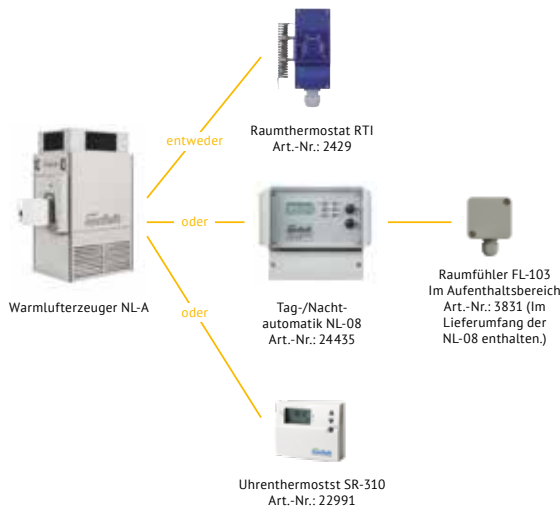 entweder
Raumthermostat RTI
Art.-Nr.: 2429
oder
Warmlufterzeuger NL-A
Tag-/Nacht-
automatik NL-08
Art.-Nr.: 24435
Raumfühler FL-103
Im Aufenthaltsbereich
Art.-Nr.: 3831 (Im
Lieferumfang der
NL-08 enthalten.)
oder
Uhrenthermostst SR-310
Art.-Nr.: 22991